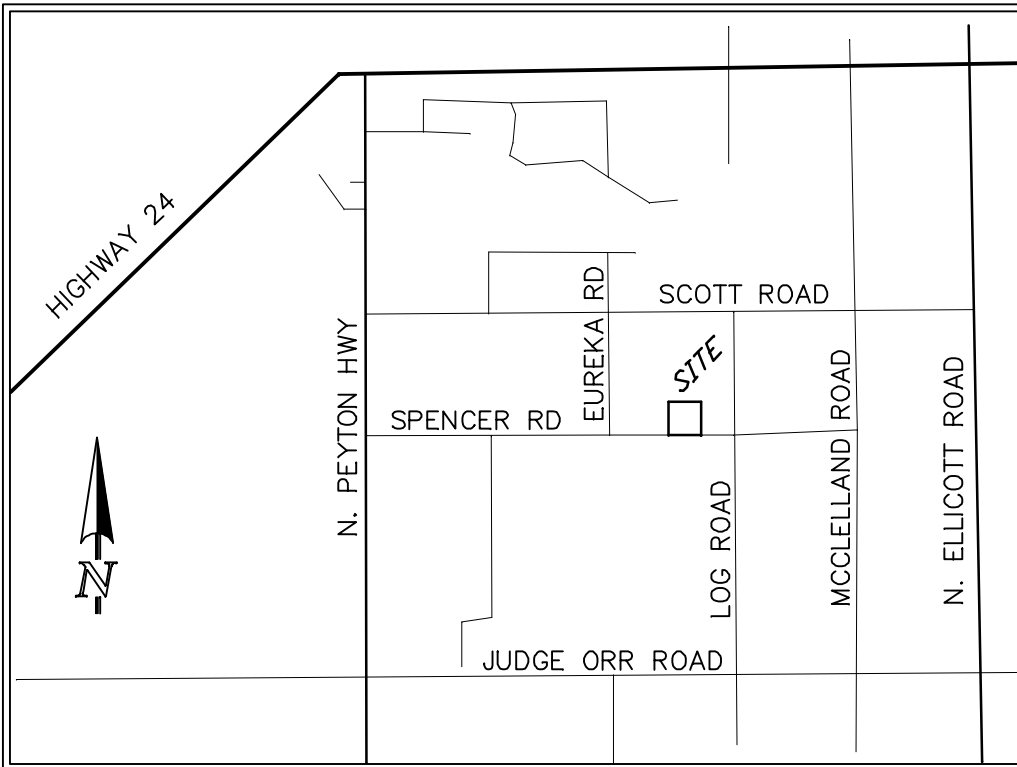 HIGHWAY 24
SCOTT ROAD
EUREKA RD
SITE
N. PEYTON HWY
SPENCER RD
MCCLELLAND ROAD
N. ELLICOTT ROAD
LOG ROAD
N
JUDGE ORR ROAD